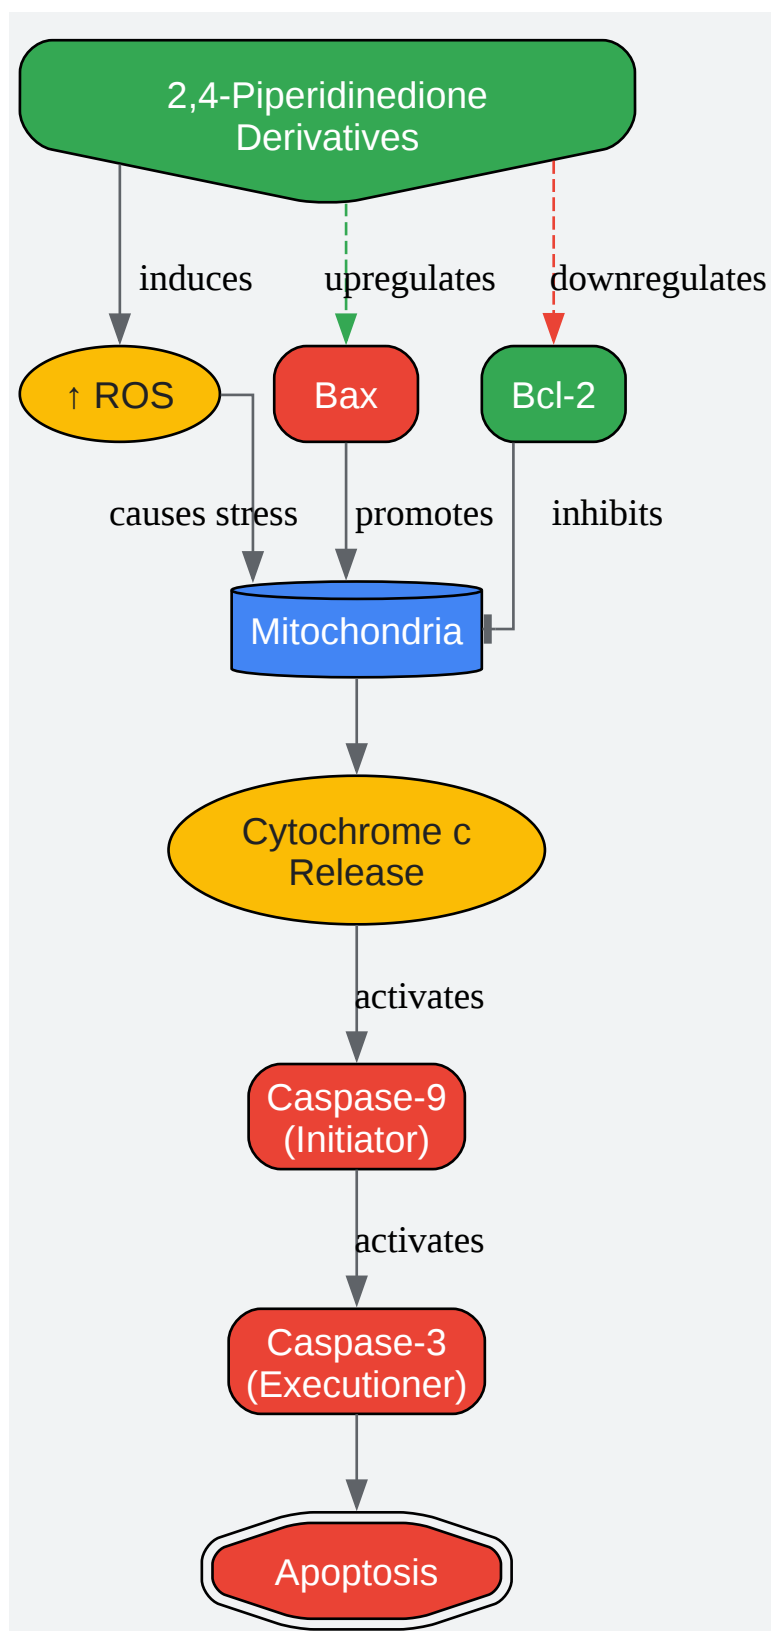 2,4-Piperidinedione
Derivatives
induces
upregulates
downregulates
↑ ROS
Bax
Bcl-2
causes stress
promotes
inhibits
Mitochondria
Cytochrome c
Release
activates
Caspase-9
(Initiator)
activates
Caspase-3
(Executioner)
Apoptosis